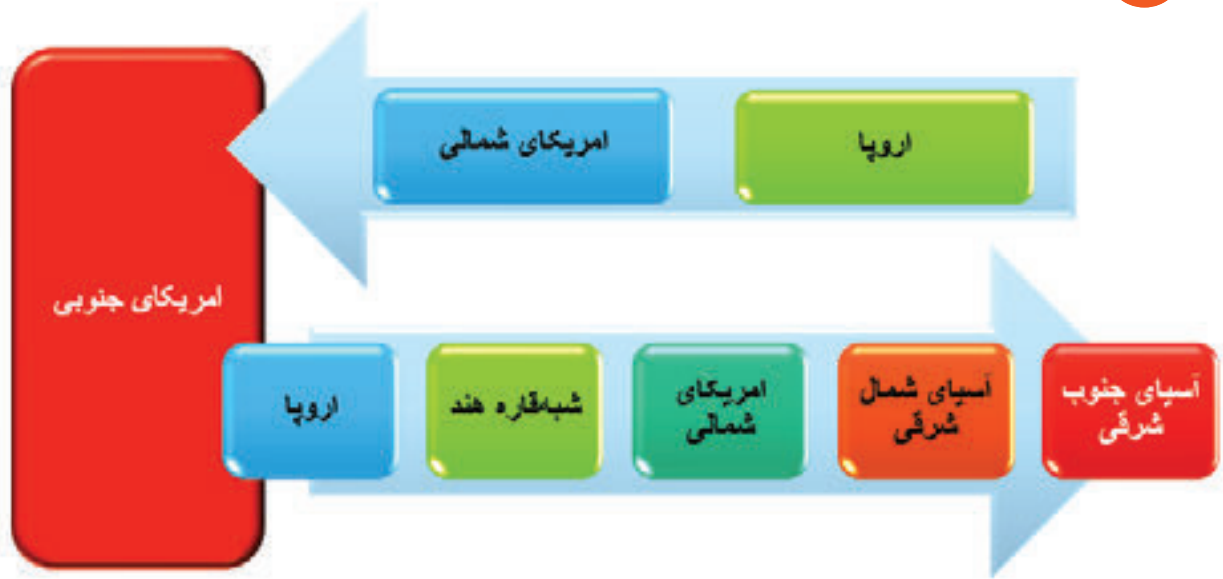 اروپا
امریکای شمالی
امریکای جنوبی
اروپا
شبه‌قاره هند
امریکای
شمالی
آسیای شمال
شرقی
آسیای جنوب
شرقی